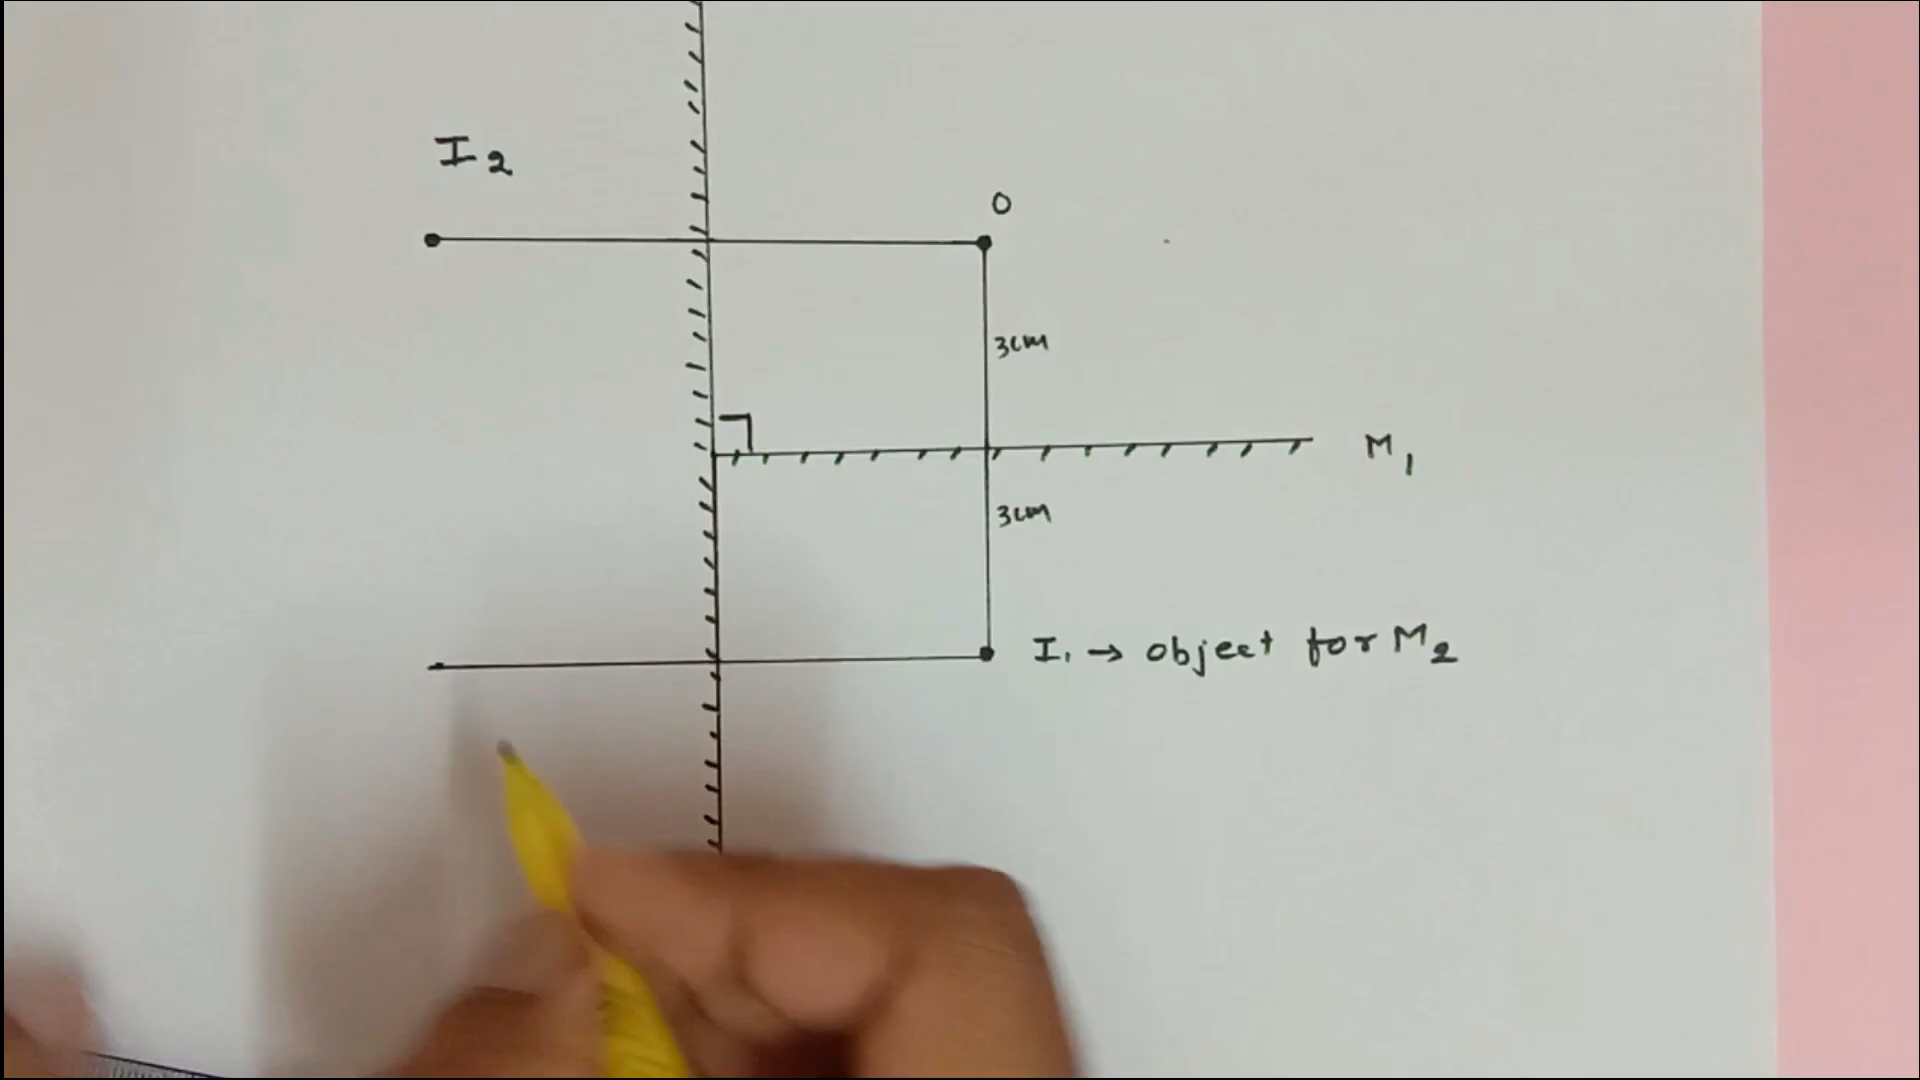 I2
O
3cm
M1
3cm
I1 → object for M2